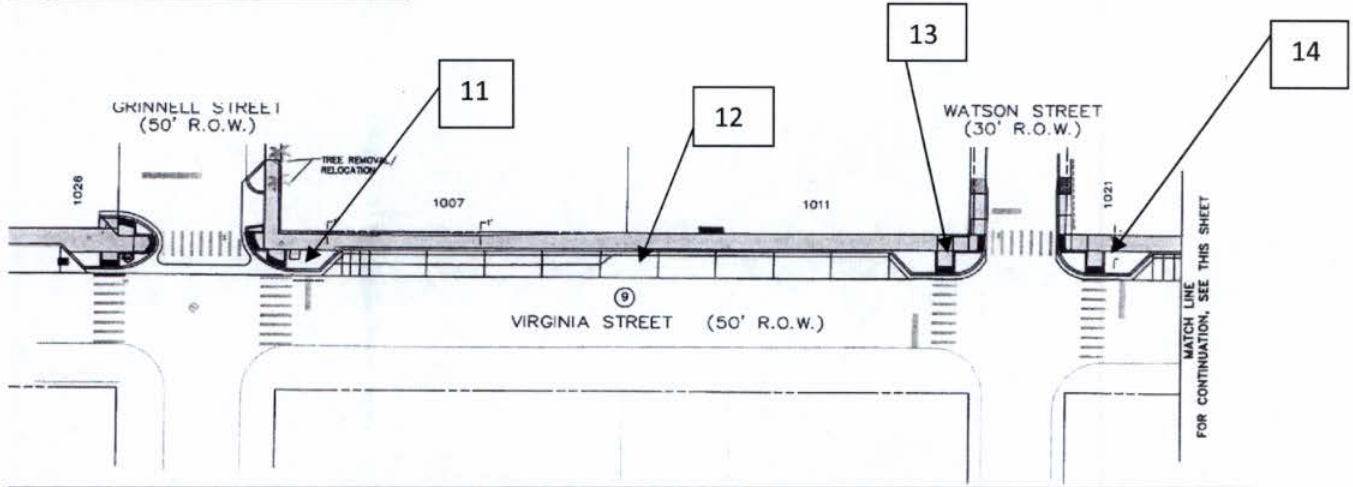 11
12
13
14
GRINNELL STREET
(50' R.O.W.)
WATSON STREET
(30' R.O.W.)
TREE REMOVAL/
RELOCATION
1026
1007
1011
1021
1'
9
VIRGINIA STREET (50' R.O.W.)
MATCH LINE
FOR CONTINUATION, SEE THIS SHEET